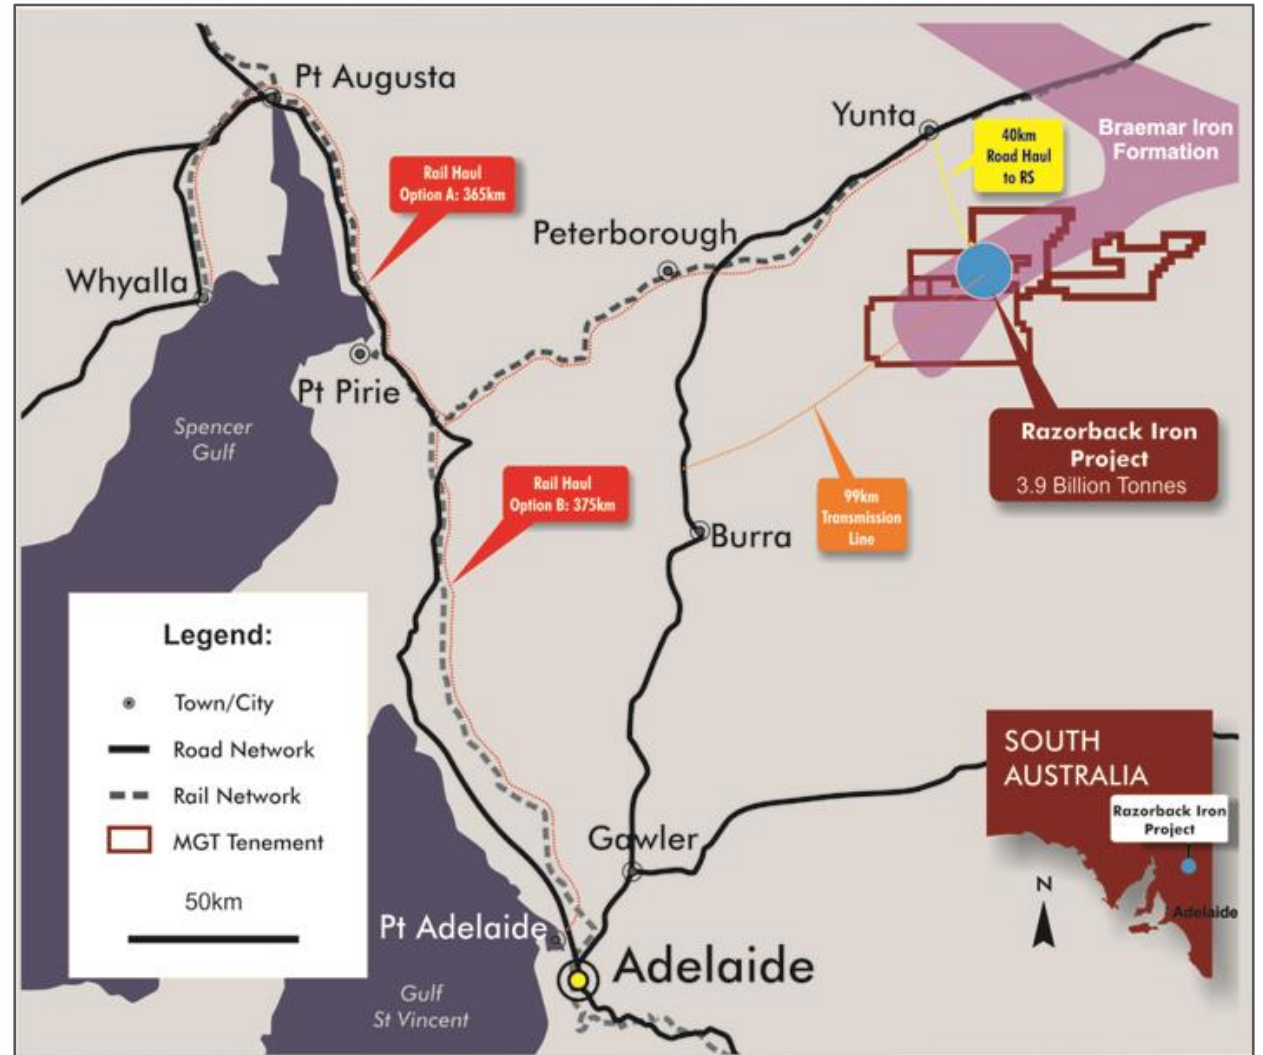 Pt Augusta
Yunta
40km
Road Haul
to RS
Braemar Iron
Formation
Rail Haul
Option A: 365km
Peterborough
Whyalla
Pt Pirie
Spencer
Gulf
Razorback Iron
Project
3.9 Billion Tonnes
Rail Haul
Option B: 375km
99km
Transmission
Line
Burra
Legend:
Town/City
Road Network
Rail Network
MGT Tenement
50km
SOUTH
AUSTRALIA
Razorback Iron
Project
Adelaide
N
Gawler
Pt Adelaide
Adelaide
Gulf
St Vincent